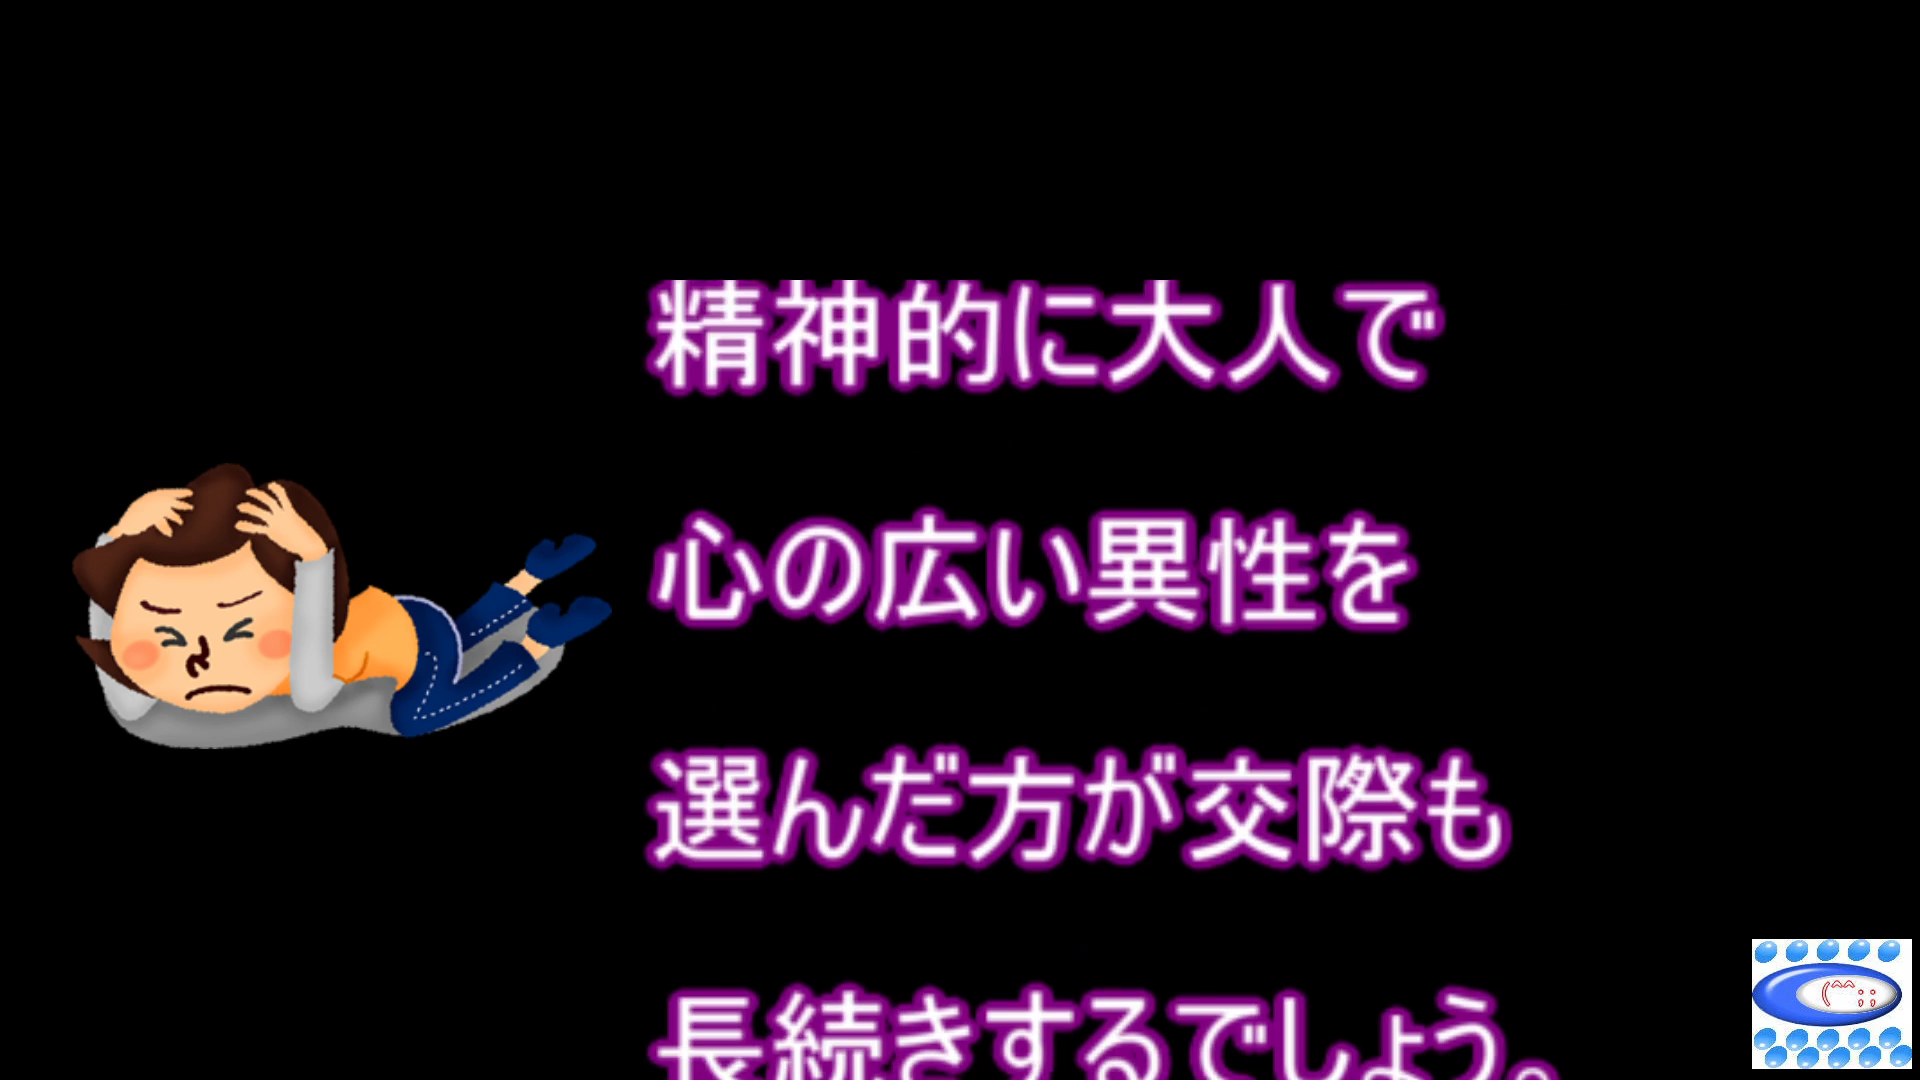 精神的に大人で
心の広い異性を
選んだ方が交際も
長続きするでしょう。
(^^;;